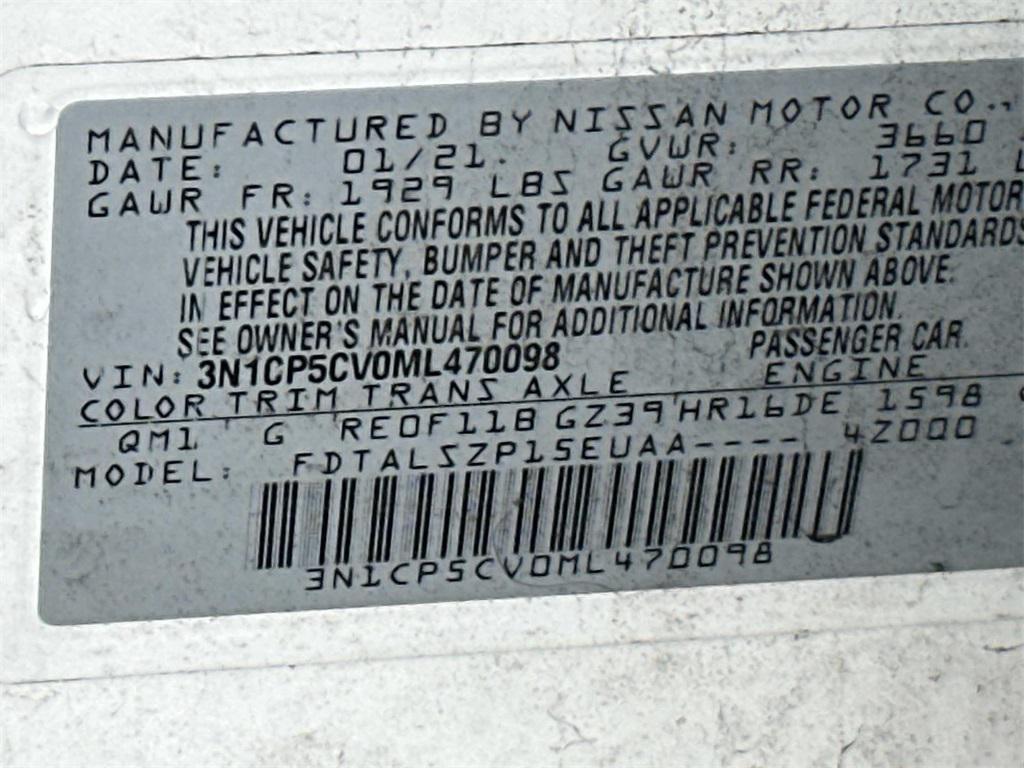 MANUFACTURED BY NISSAN MOTOR CO.,
DATE: 01/21. GVWR: 3660
GAWR FR: 1929 LBS GAWR RR: 1731 L
THIS VEHICLE CONFORMS TO ALL APPLICABLE FEDERAL MOTOR
VEHICLE SAFETY, BUMPER AND THEFT PREVENTION STANDARDS
IN EFFECT ON THE DATE OF MANUFACTURE SHOWN ABOVE.
SEE OWNER'S MANUAL FOR ADDITIONAL INFORMATION.
VIN: 3N1CP5CV0ML470098 PASSENGER CAR.
COLOR TRIM TRANS AXLE ENGINE
QM1 G RE0F11B GZ39 HR16DE 1598
MODEL: FDTALSZP15EUAA---- 4Z000
3N1CP5CV0ML470098